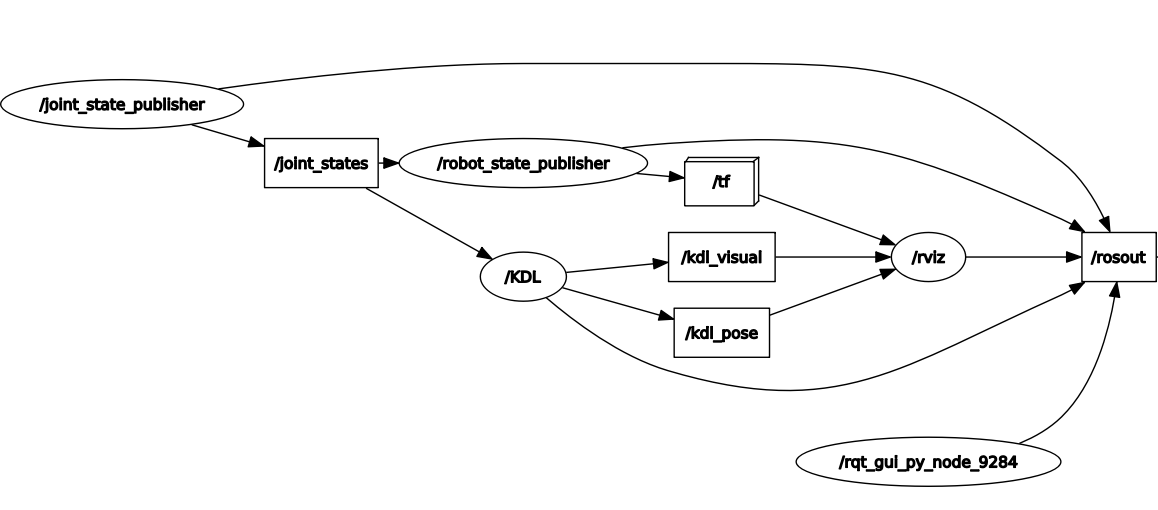 /joint_state_publisher
/joint_states
/robot_state_publisher
/tf
/kdl_visual
/rviz
/rosout
/KDL
/kdl_pose
/rqt_gui_py_node_9284